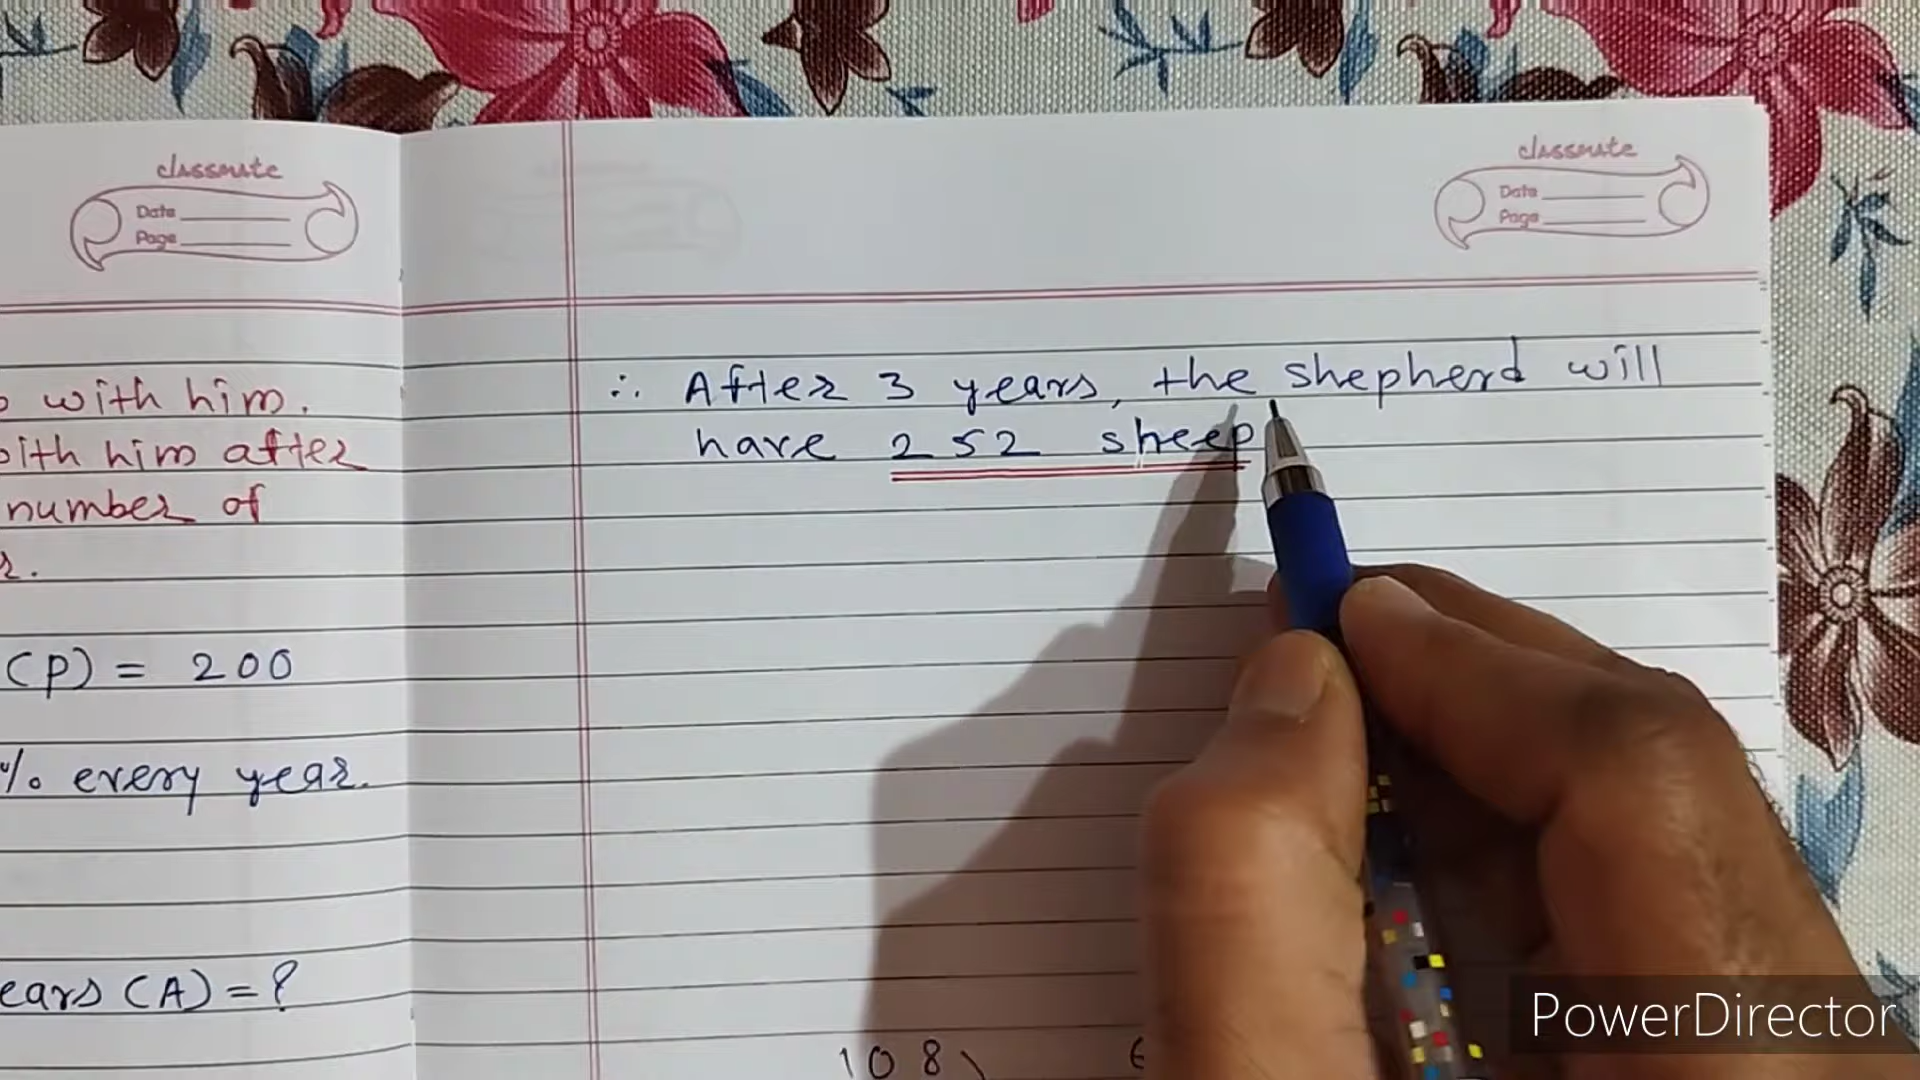 classmate
Date
Page
with him.
with him after
number of
r.
(P) = 200
% every year.
ears (A) = ?
classmate
Date
Page
∴ After 3 years, the shepherd will
have 252 sheep
108
6
PowerDirector